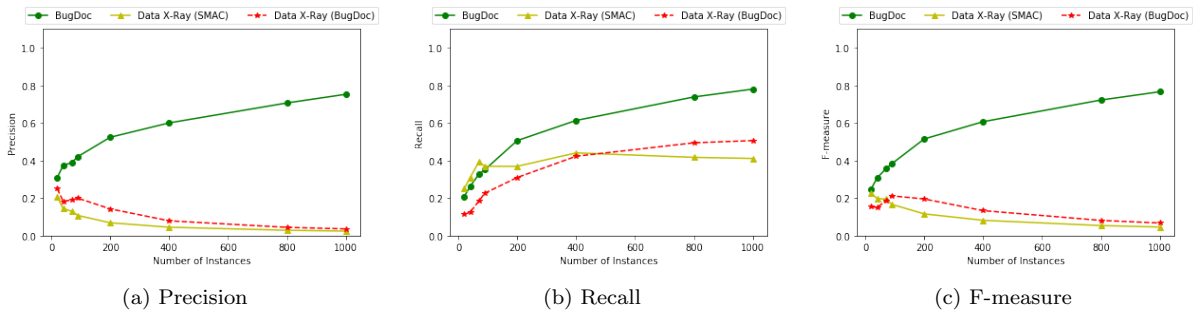 BugDoc Data X-Ray (SMAC) Data X-Ray (BugDoc)
1.0
0.8
0.6
0.4
0.2
0.0
Precision
0 200 400 600 800 1000
Number of Instances
(a) Precision
BugDoc Data X-Ray (SMAC) Data X-Ray (BugDoc)
1.0
0.8
0.6
0.4
0.2
0.0
Recall
0 200 400 600 800 1000
Number of Instances
(b) Recall
BugDoc Data X-Ray (SMAC) Data X-Ray (BugDoc)
1.0
0.8
0.6
0.4
0.2
0.0
F-measure
0 200 400 600 800 1000
Number of Instances
(c) F-measure